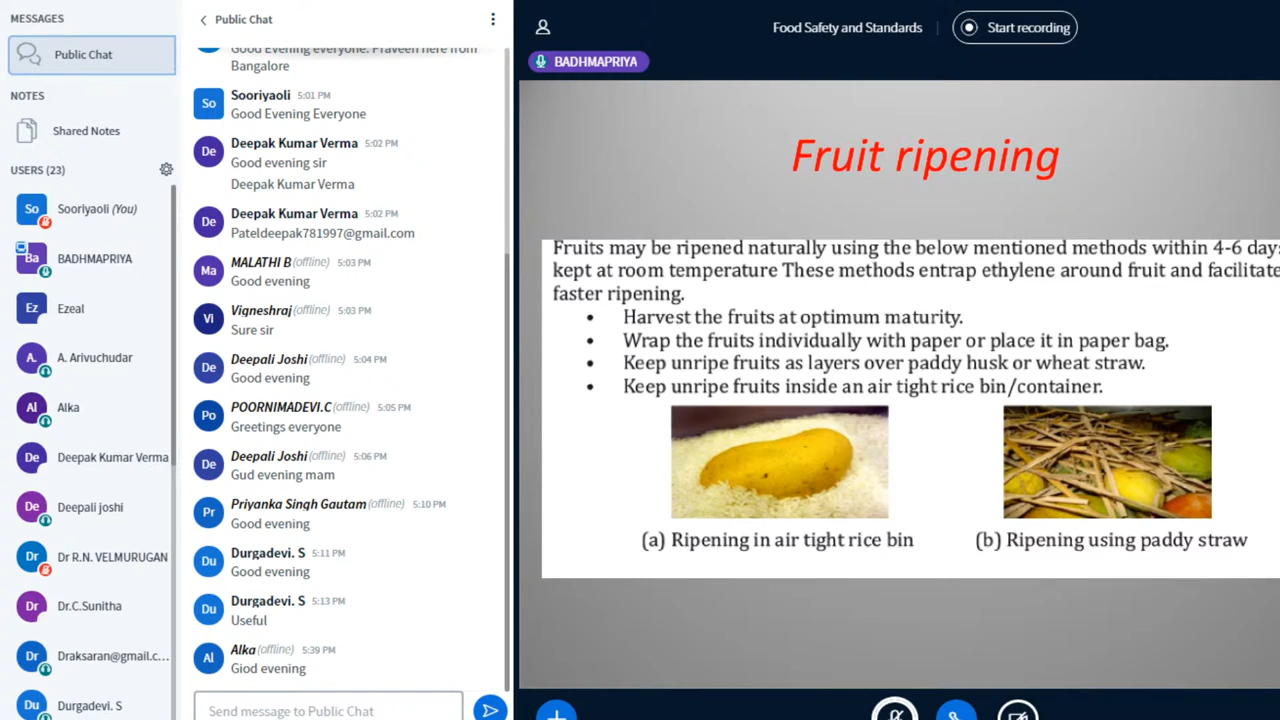 MESSAGES
Public Chat
NOTES
Shared Notes
USERS (23)
So
Sooriyaoli (You)
Ba
BADHMAPRIYA
Ez
Ezeal
A.
A. Arivuchudar
Al
Alka
De
Deepak Kumar Verma
De
Deepali joshi
Dr
Dr R.N. VELMURUGAN
Dr
Dr.C.Sunitha
Dr
Draksaran@gmail.c...
Du
Durgadevi. S
Public Chat
Good Evening everyone. Praveen here from
Bangalore
So
Sooriyaoli 5:01 PM
Good Evening Everyone
De
Deepak Kumar Verma 5:02 PM
Good evening sir
Deepak Kumar Verma
De
Deepak Kumar Verma 5:02 PM
Pateldeepak781997@gmail.com
Ma
MALATHI B (offline) 5:03 PM
Good evening
Vi
Vigneshraj (offline) 5:03 PM
Sure sir
De
Deepali Joshi (offline) 5:04 PM
Good evening
Po
POORNIMADEVI.C (offline) 5:05 PM
Greetings everyone
De
Deepali Joshi (offline) 5:06 PM
Gud evening mam
Pr
Priyanka Singh Gautam (offline) 5:10 PM
Good evening
Du
Durgadevi. S 5:11 PM
Good evening
Du
Durgadevi. S 5:13 PM
Useful
Al
Alka (offline) 5:39 PM
Giod evening
Send message to Public Chat
Food Safety and Standards
Start recording
BADHMAPRIYA
Fruit ripening
Fruits may be ripened naturally using the below mentioned methods within 4-6 day
kept at room temperature These methods entrap ethylene around fruit and facilitate
faster ripening.
• Harvest the fruits at optimum maturity.
• Wrap the fruits individually with paper or place it in paper bag.
• Keep unripe fruits as layers over paddy husk or wheat straw.
• Keep unripe fruits inside an air tight rice bin/container.
(a) Ripening in air tight rice bin
(b) Ripening using paddy straw